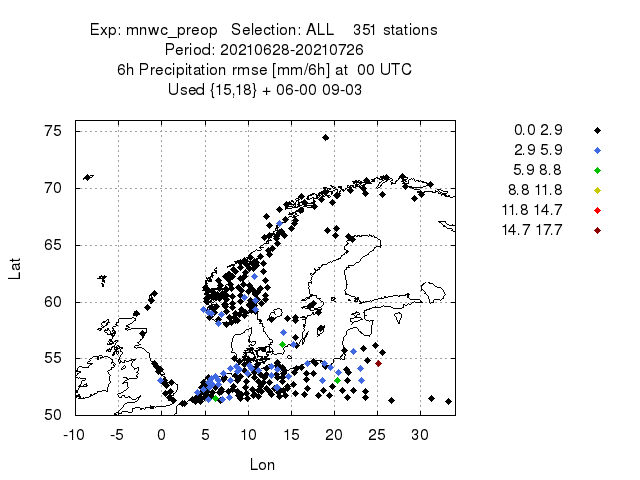 Exp: mnwc_preop   Selection: ALL    351 stations
Period: 20210628-20210726
6h Precipitation rmse [mm/6h] at  00 UTC
Used {15,18} + 06-00 09-03
0.0 2.9
2.9 5.9
5.9 8.8
8.8 11.8
11.8 14.7
14.7 17.7
75
70
65
60
55
50
Lat
-10 -5 0 5 10 15 20 25 30
Lon